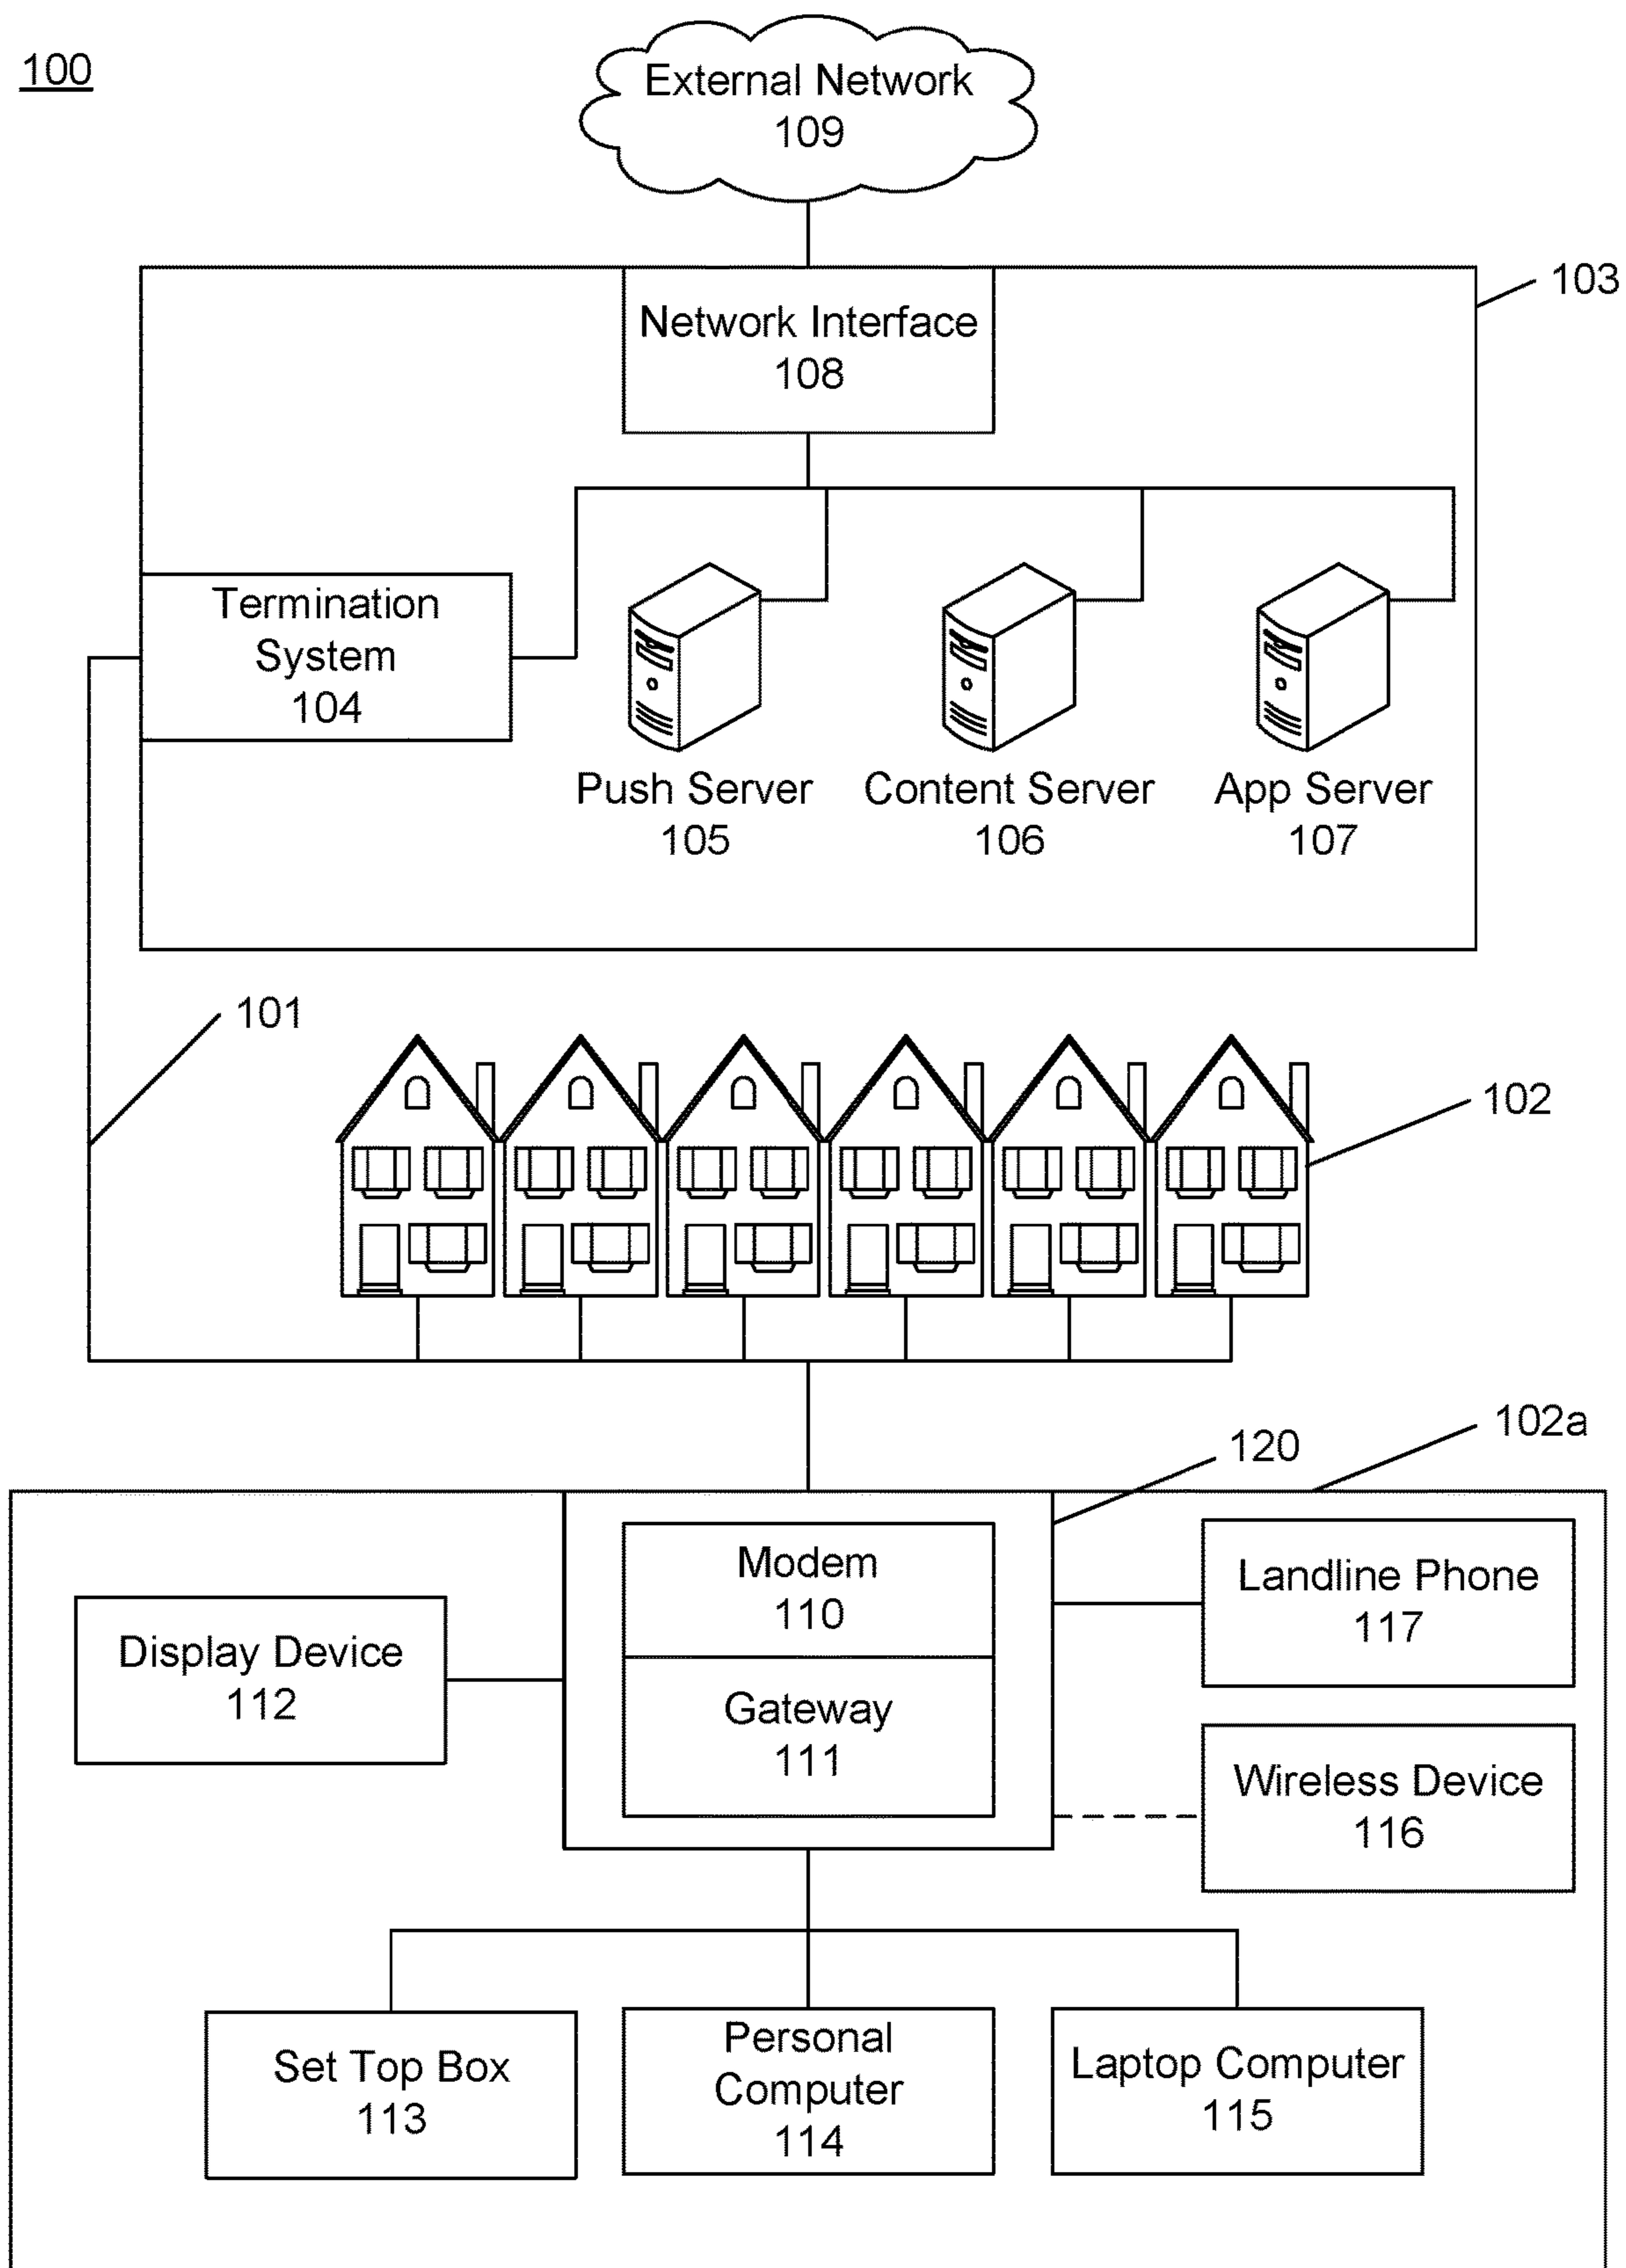 100
External Network
109
103
Network Interface
108
Termination
System
104
Push Server
105
Content Server
106
App Server
107
101
102
102a
120
Modem
110
Landline Phone
117
Display Device
112
Gateway
111
Wireless Device
116
Set Top Box
113
Personal
Computer
114
Laptop Computer
115